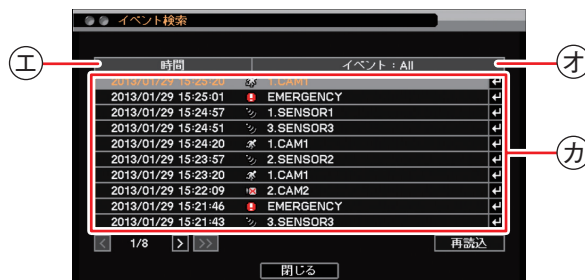 イベント検索
エ 時間 イベント：All オ
2013/01/29 15:25:20 1.CAM1
2013/01/29 15:25:01 EMERGENCY
2013/01/29 15:24:57 1.SENSOR1
2013/01/29 15:24:51 3.SENSOR3
2013/01/29 15:24:20 1.CAM1
カ
2013/01/29 15:23:57 2.SENSOR2
2013/01/29 15:23:20 1.CAM1
2013/01/29 15:22:09 2.CAM2
2013/01/29 15:21:46 EMERGENCY
2013/01/29 15:21:43 3.SENSOR3
< 1/8 > >> 再読込
閉じる